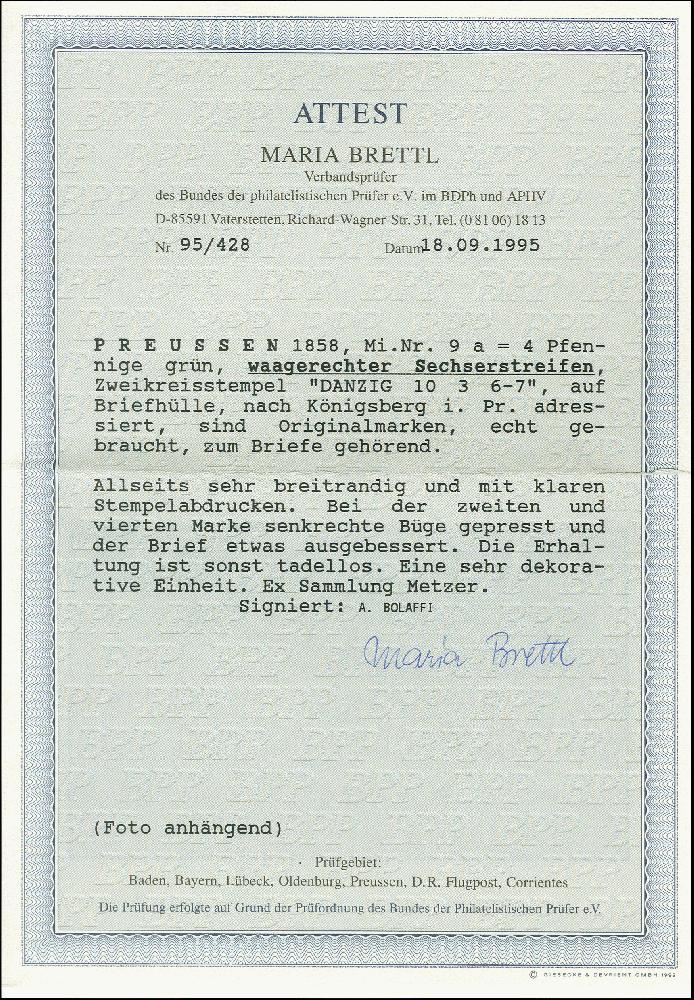 ATTEST
MARIA BRETTL
Verbandsprüfer
des Bundes der philatelistischen Prüfer e.V. im BDPh und APHV
D-85591 Vaterstetten, Richard-Wagner-Str. 31, Tel. (0 81 06) 18 13
Nr. 95/428 Datum 18.09.1995
P R E U S S E N 1858, Mi.Nr. 9 a = 4 Pfen-
nige grün, waagerechter Sechserstreifen,
Zweikreisstempel "DANZIG 10 3 6-7", auf
Briefhülle, nach Königsberg i. Pr. adres-
siert, sind Originalmarken, echt ge-
braucht, zum Briefe gehörend.
Allseits sehr breitrandig und mit klaren
Stempelabdrucken. Bei der zweiten und
vierten Marke senkrechte Büge gepresst und
der Brief etwas ausgebessert. Die Erhal-
tung ist sonst tadellos. Eine sehr dekora-
tive Einheit. Ex Sammlung Metzer.
Signiert: A. BOLAFFI
Maria Brettl
(Foto anhängend)
Prüfgebiet:
Baden, Bayern, Lübeck, Oldenburg, Preussen, D.R. Flugpost, Corrientes
Die Prüfung erfolgte auf Grund der Prüfordnung des Bundes der Philatelistischen Prüfer e.V.
© GIESECKE & DEVRIENT GMBH